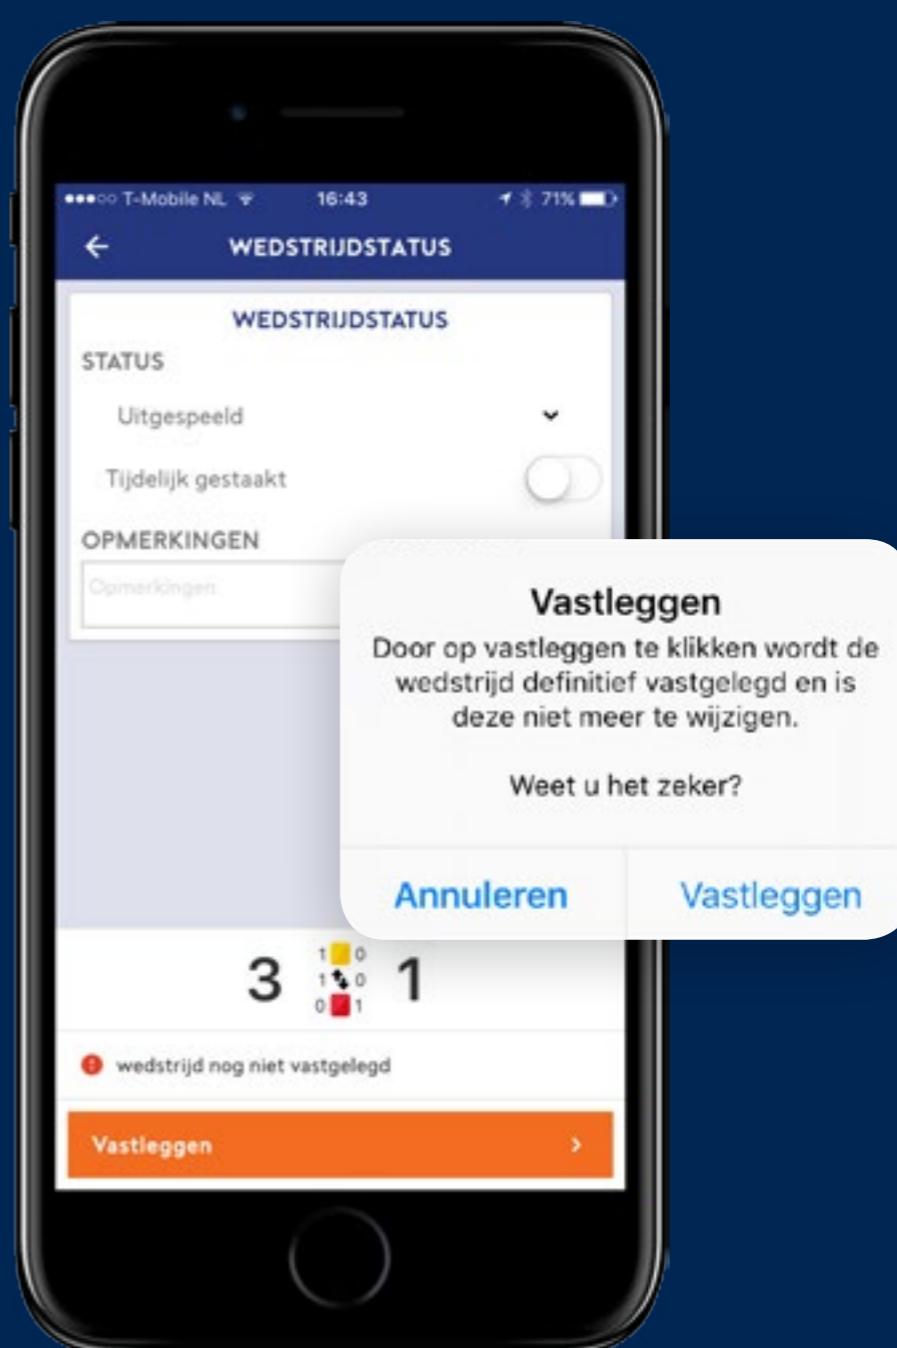 T-Mobile NL 16:43 71%
WEDSTRIJDSTATUS
WEDSTRIJDSTATUS
STATUS
Uitgespeeld
Tijdelijk gestaakt
OPMERKINGEN
Opmerkingen
Vastleggen
Door op vastleggen te klikken wordt de
wedstrijd definitief vastgelegd en is
deze niet meer te wijzigen.
Weet u het zeker?
Annuleren Vastleggen
1 0
3 1 0 1
0 1
wedstrijd nog niet vastgelegd
Vastleggen